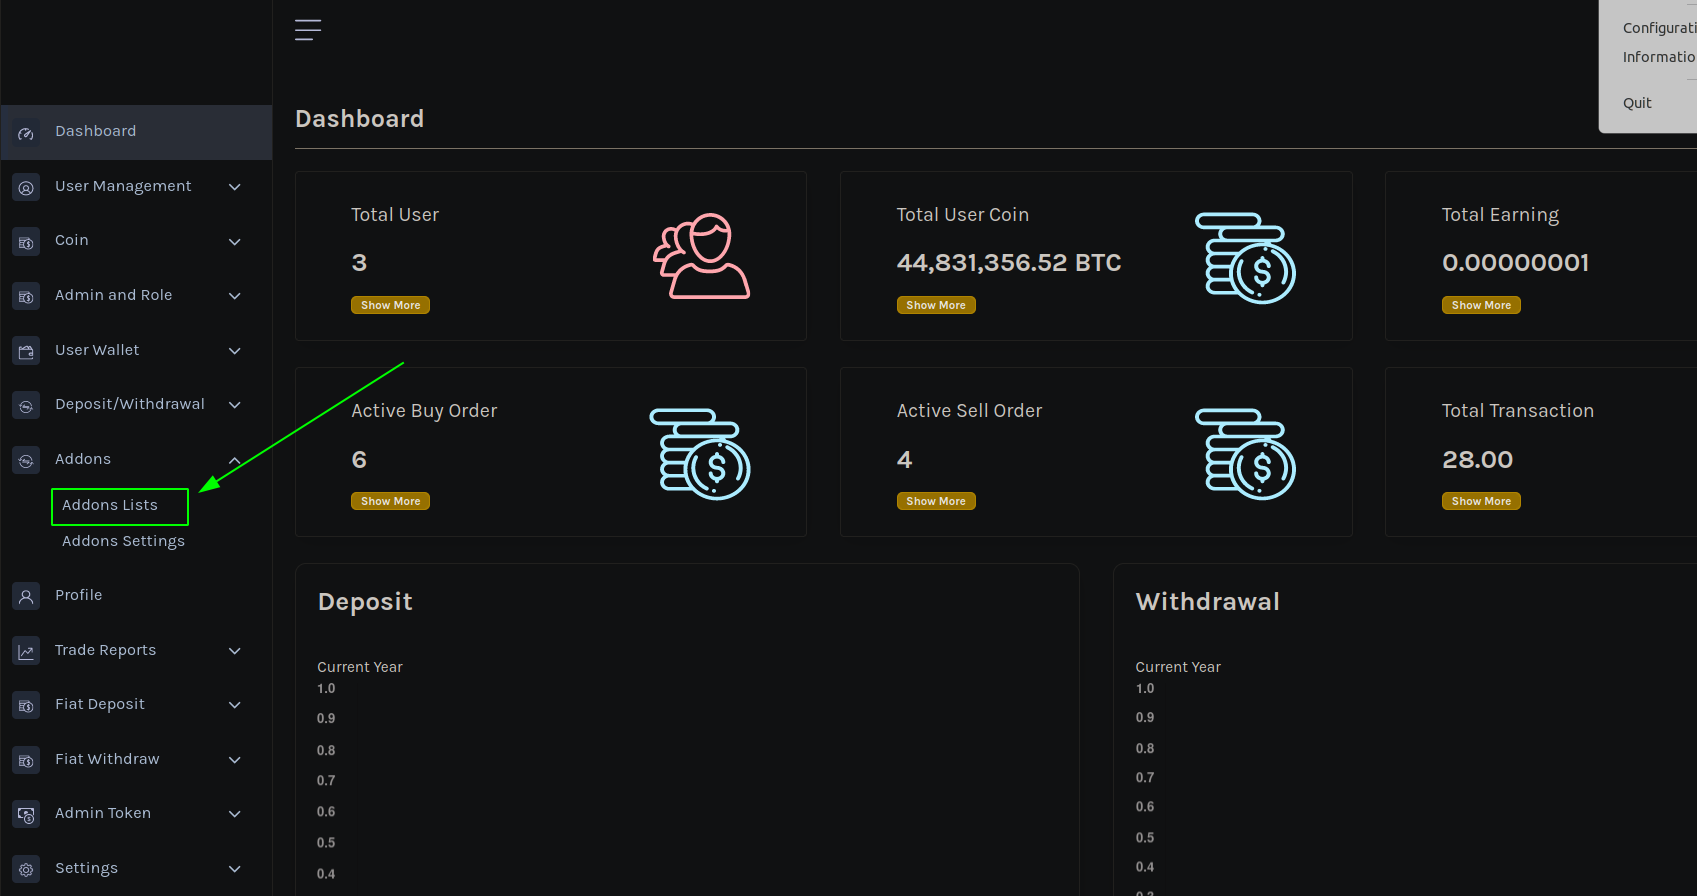 Configurati
Informatio
Quit
Dashboard
User Management
Coin
Admin and Role
User Wallet
Deposit/Withdrawal
Addons
Addons Lists
Addons Settings
Profile
Trade Reports
Fiat Deposit
Fiat Withdraw
Admin Token
Settings
Dashboard
Total User
3
Show More
Total User Coin
44,831,356.52 BTC
Show More
Total Earning
0.00000001
Show More
Active Buy Order
6
Show More
Active Sell Order
4
Show More
Total Transaction
28.00
Show More
Deposit
Current Year
1.0
0.9
0.8
0.7
0.6
0.5
0.4
Withdrawal
Current Year
1.0
0.9
0.8
0.7
0.6
0.5
0.4